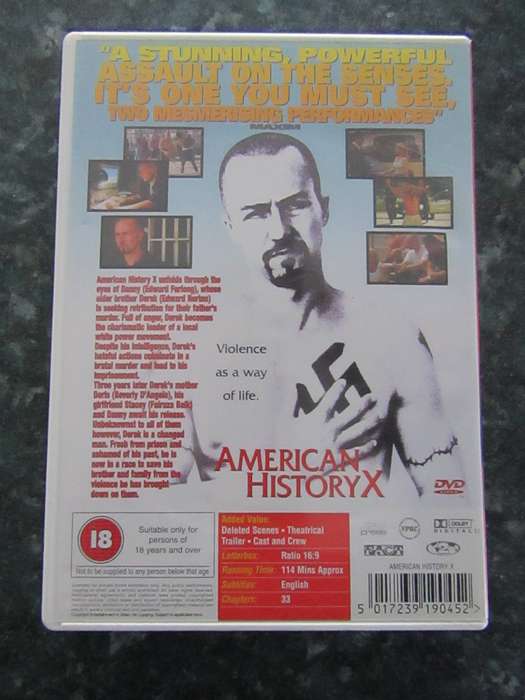 "A STUNNING, POWERFUL
ASSAULT ON THE SENSES.
IT'S ONE YOU MUST SEE,
TWO MESMERISING PERFORMANCES"
MAXIM
American History X unfolds through the
eyes of Danny (Edward Furlong), whose
older brother Derek (Edward Norton)
is seeking retribution for their father's
murder. Full of anger, Derek becomes
the charismatic leader of a local
white power movement.
Despite his intelligence, Derek's
hateful actions culminate in a
brutal murder and lead to his
imprisonment.
Three years later Derek's mother
Doris (Beverly D'Angelo), his
girlfriend Stacey (Fairuza Balk)
and Danny await his release.
Unbeknownst to all of them
however, Derek is a changed
man. Fresh from prison and
ashamed of his past, he is
now in a race to save his
brother and family from the
violence he has brought
down on them.
Violence
as a way
of life.
AMERICAN
HISTORY X
DVD
VIDEO
18
Suitable only for
persons of
18 years and over
Not to be supplied to any person below that age
Added Value:
Deleted Scenes • Theatrical
Trailer • Cast and Crew
Letterbox: Ratio 16:9
Running Time: 114 Mins Approx
Subtitles: English
Chapters: 33
DOLBY
DIGITAL
FACT
AMERICAN HISTORY X
5 017239 190452 >